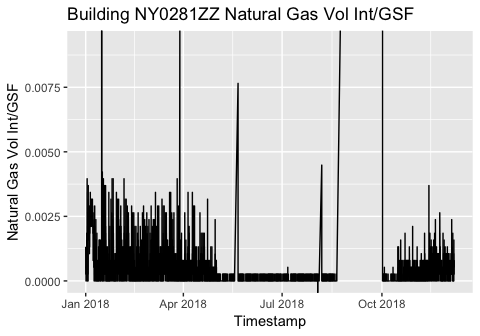 Building NY0281ZZ Natural Gas Vol Int/GSF
Natural Gas Vol Int/GSF
0.0075
0.0050
0.0025
0.0000
Jan 2018 Apr 2018 Jul 2018 Oct 2018
Timestamp